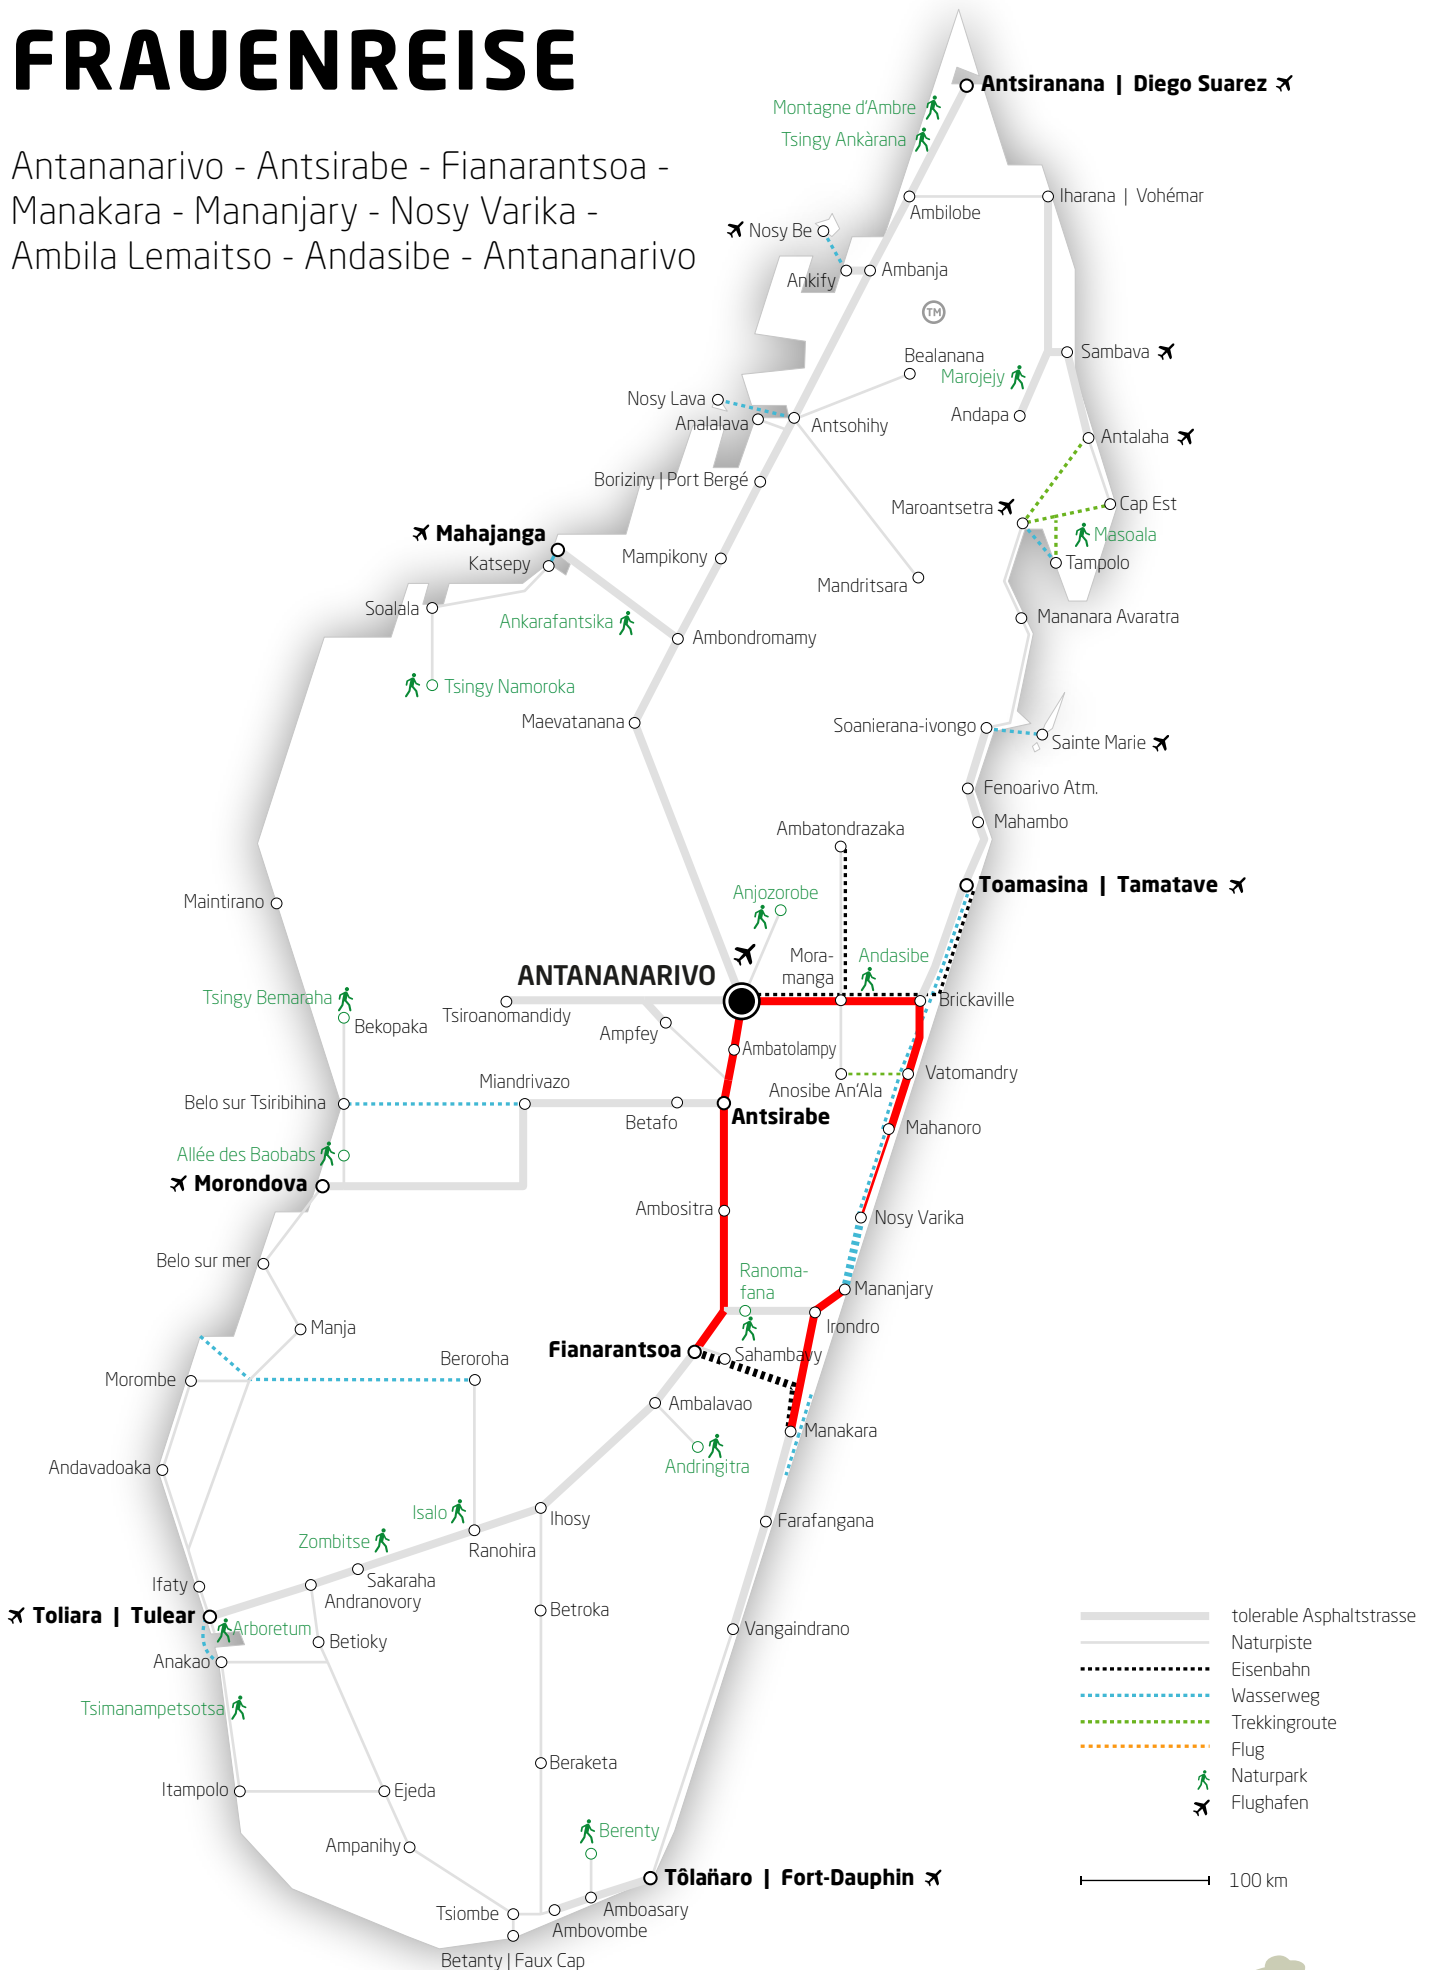 FRAUENREISE
Antananarivo - Antsirabe - Fianarantsoa -
Manakara - Mananjary - Nosy Varika -
Ambila Lemaitso - Andasibe - Antananarivo
Antsiranana | Diego Suarez
Montagne d'Ambre
Tsingy Ankàrana
Ambilobe
Iharana | Vohémar
Nosy Be
Ankify
Ambanja
TM
Bealanana
Sambava
Marojejy
Nosy Lava
Analalava
Antsohihy
Andapa
Antalaha
Boriziny | Port Bergé
Maroantsetra
Cap Est
Masoala
Mahajanga
Katsepy
Mampikony
Tampolo
Mandritsara
Soalala
Ankarafantsika
Mananara Avaratra
Ambondromamy
Tsingy Namoroka
Maevatanana
Soanierana-ivongo
Sainte Marie
Fenoarivo Atm.
Mahambo
Ambatondrazaka
Toamasina | Tamatave
Anjozorobe
Maintirano
Mora-
manga
Andasibe
ANTANANARIVO
Tsingy Bemaraha
Bekopaka
Tsiroanomandidy
Ampfey
Brickaville
Ambatolampy
Vatomandry
Miandrivazo
Anosibe An'Ala
Belo sur Tsiribihina
Betafo
Antsirabe
Mahanoro
Allée des Baobabs
Morondova
Ambositra
Nosy Varika
Belo sur mer
Ranoma-
fana
Mananjary
Manja
Irondro
Fianarantsoa
Sahambavy
Beroroha
Morombe
Ambalavao
Manakara
Andavadoaka
Andringitra
Isalo
Ihosy
Farafangana
Zombitse
Ranohira
Ifaty
Sakaraha
Andranovory
Betroka
Toliara | Tulear
Arboretum
Betioky
Vangaindrano
Anakao
Tsimanampetsotsa
Beraketa
Itampolo
Ejeda
Ampanihy
Berenty
Tôlan̈aro | Fort-Dauphin
Tsiombe
Amboasary
Ambovombe
Betanty | Faux Cap
tolerable Asphaltstrasse
Naturpiste
Eisenbahn
Wasserweg
Trekkingroute
Flug
Naturpark
Flughafen
100 km